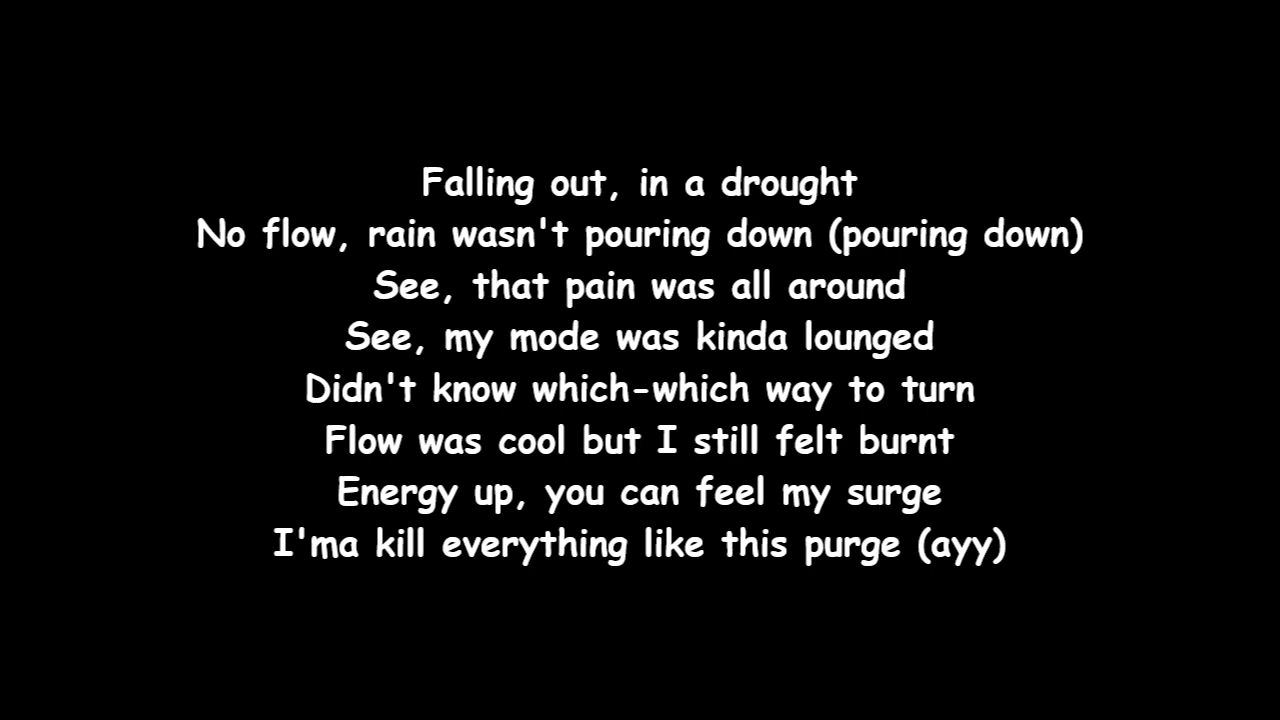 Falling out, in a drought
No flow, rain wasn't pouring down (pouring down)
See, that pain was all around
See, my mode was kinda lounged
Didn't know which-which way to turn
Flow was cool but I still felt burnt
Energy up, you can feel my surge
I'ma kill everything like this purge (ayy)